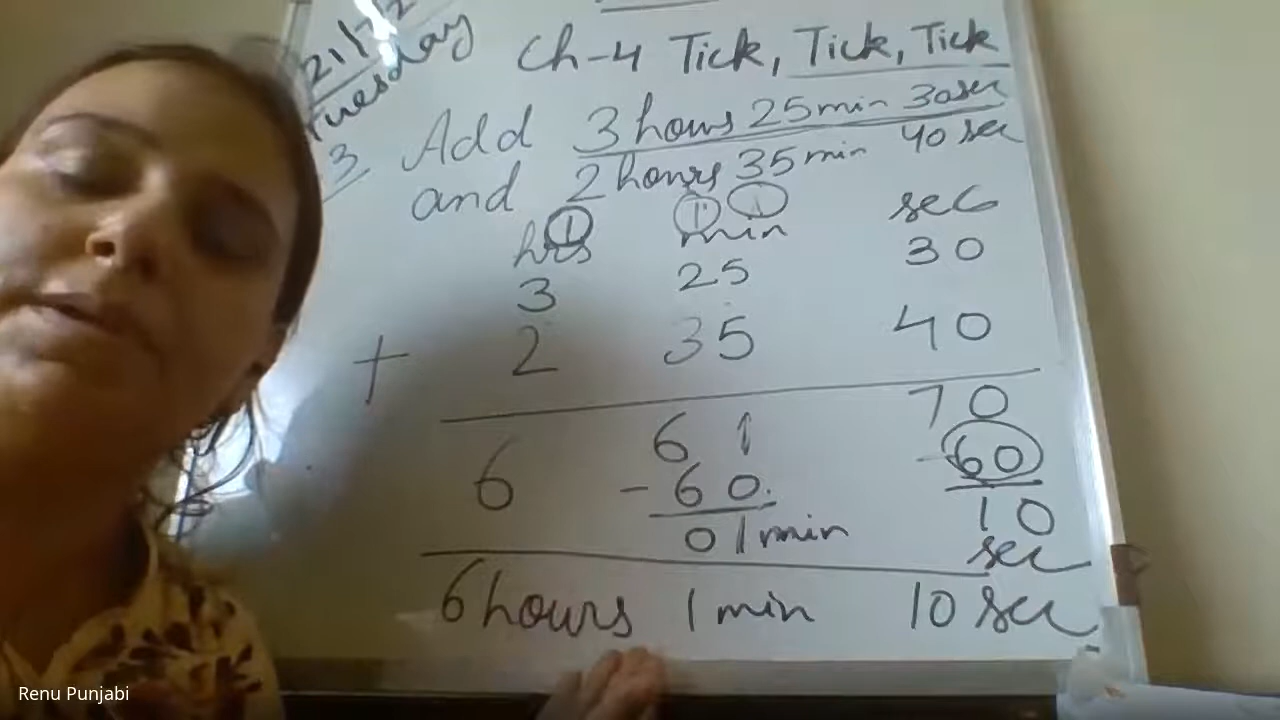 21/7/2
Tuesday
Ch-4 Tick, Tick, Tick
3. Add 3 hours 25 min 30 sec
and 2 hours 35 min 40 sec
1 1 1
hrs min sec
3 25 30
+ 2 35 40
6 61 70
- 60 - 60
01 min 10 sec
6 hours 1 min 10 sec
Renu Punjabi